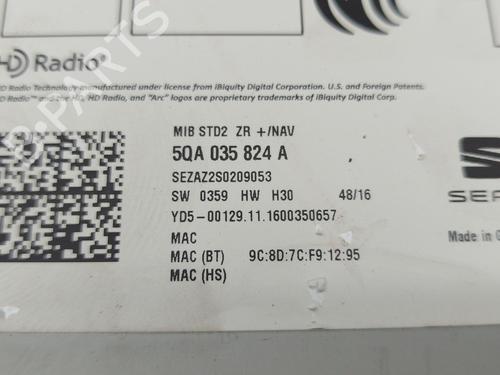 HD Radio®
HD Radio Technology manufactured under license from iBiquity Digital Corporation. U.S. and Foreign Patents.
HD Radio™ and the HD, HD Radio, and "Arc" logos are proprietary trademarks of iBiquity Digital Corp.
MIB STD2 ZR +/NAV
5QA 035 824 A
SEZAZ2S0209053
SW 0359 HW H30 48/16
YD5-00129.11.1600350657
MAC
MAC (BT) 9C:8D:7C:F9:12:95
MAC (HS)
SEA
Made in
B-PARTS